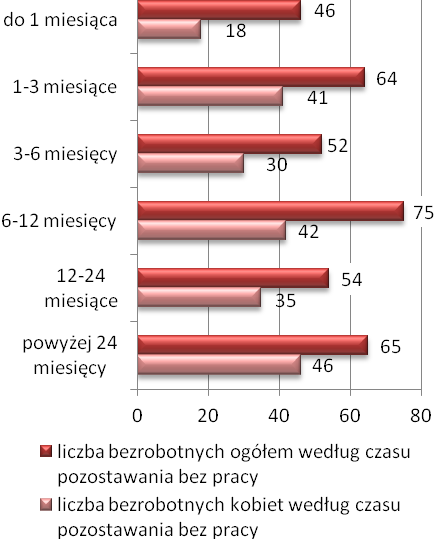 do 1 miesiąca
46
18
1-3 miesiące
64
41
3-6 miesięcy
52
30
6-12 miesięcy
75
42
12-24
miesiące
54
35
powyżej 24
miesięcy
65
46
0 20 40 60 80
liczba bezrobotnych ogółem według czasu
pozostawania bez pracy
liczba bezrobotnych kobiet według czasu
pozostawania bez pracy